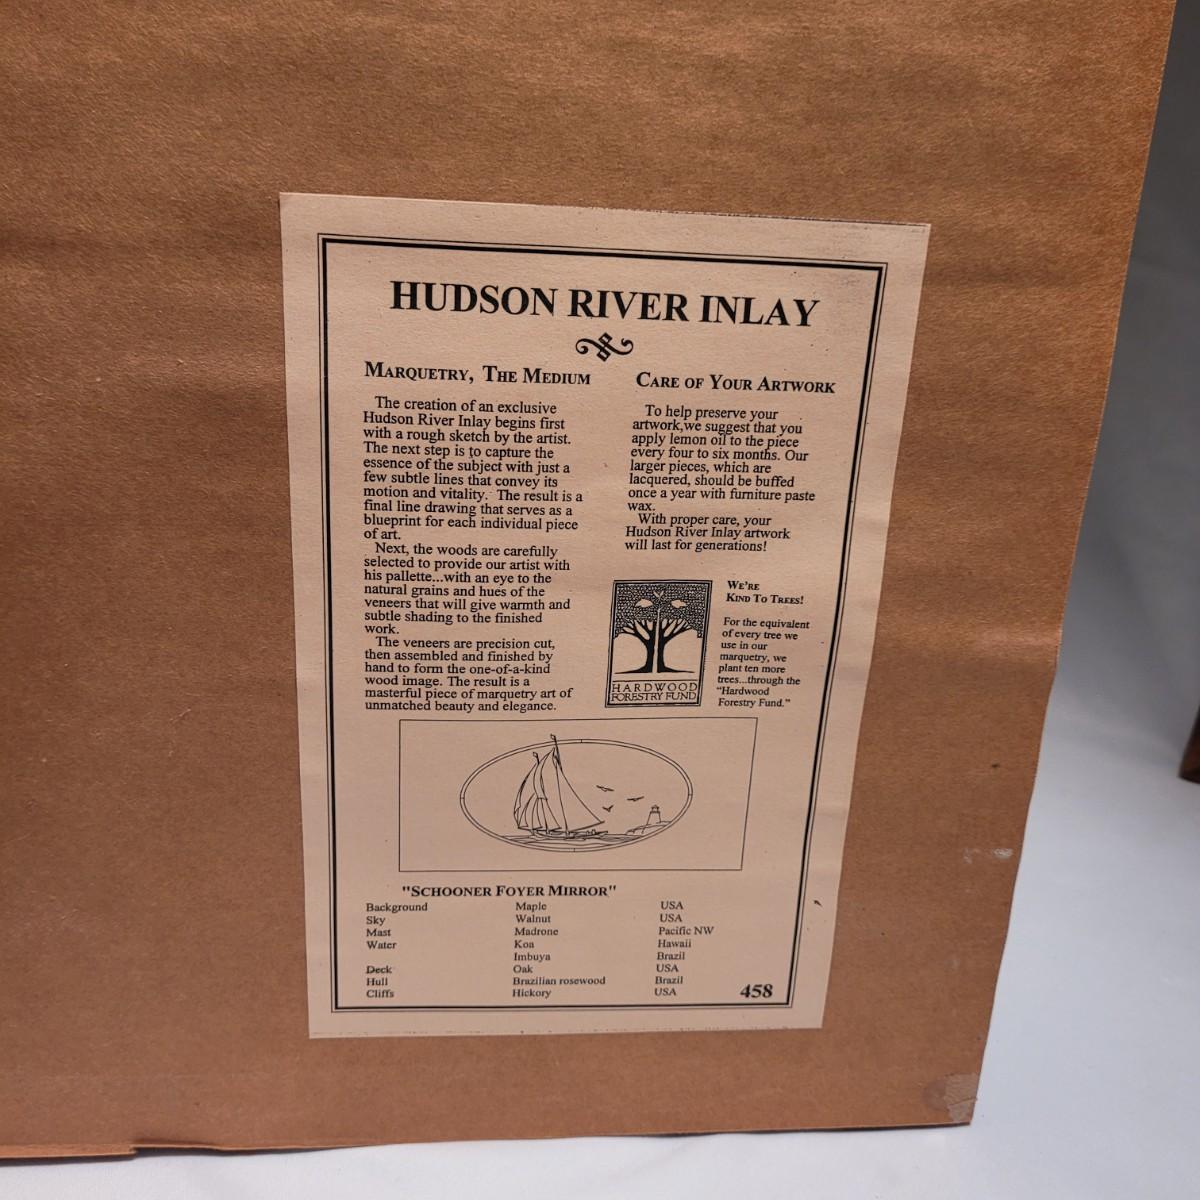 HUDSON RIVER INLAY
MARQUETRY, THE MEDIUM
The creation of an exclusive
Hudson River Inlay begins first
with a rough sketch by the artist.
The next step is to capture the
essence of the subject with just a
few subtle lines that convey its
motion and vitality. The result is a
final line drawing that serves as a
blueprint for each individual piece
of art.
Next, the woods are carefully
selected to provide our artist with
his pallette...with an eye to the
natural grains and hues of the
veneers that will give warmth and
subtle shading to the finished
work.
The veneers are precision cut,
then assembled and finished by
hand to form the one-of-a-kind
wood image. The result is a
masterful piece of marquetry art of
unmatched beauty and elegance.
CARE OF YOUR ARTWORK
To help preserve your
artwork,we suggest that you
apply lemon oil to the piece
every four to six months. Our
larger pieces, which are
lacquered, should be buffed
once a year with furniture paste
wax.
With proper care, your
Hudson River Inlay artwork
will last for generations!
HARDWOOD
FORESTRY FUND
WE'RE
KIND TO TREES!
For the equivalent
of every tree we
use in our
marquetry, we
plant ten more
trees...through the
"Hardwood
Forestry Fund."
"SCHOONER FOYER MIRROR"
Background Maple USA
Sky Walnut USA
Mast Madrone Pacific NW
Water Koa Hawaii
Imbuya Brazil
Deck Oak USA
Hull Brazilian rosewood Brazil
Cliffs Hickory USA
458